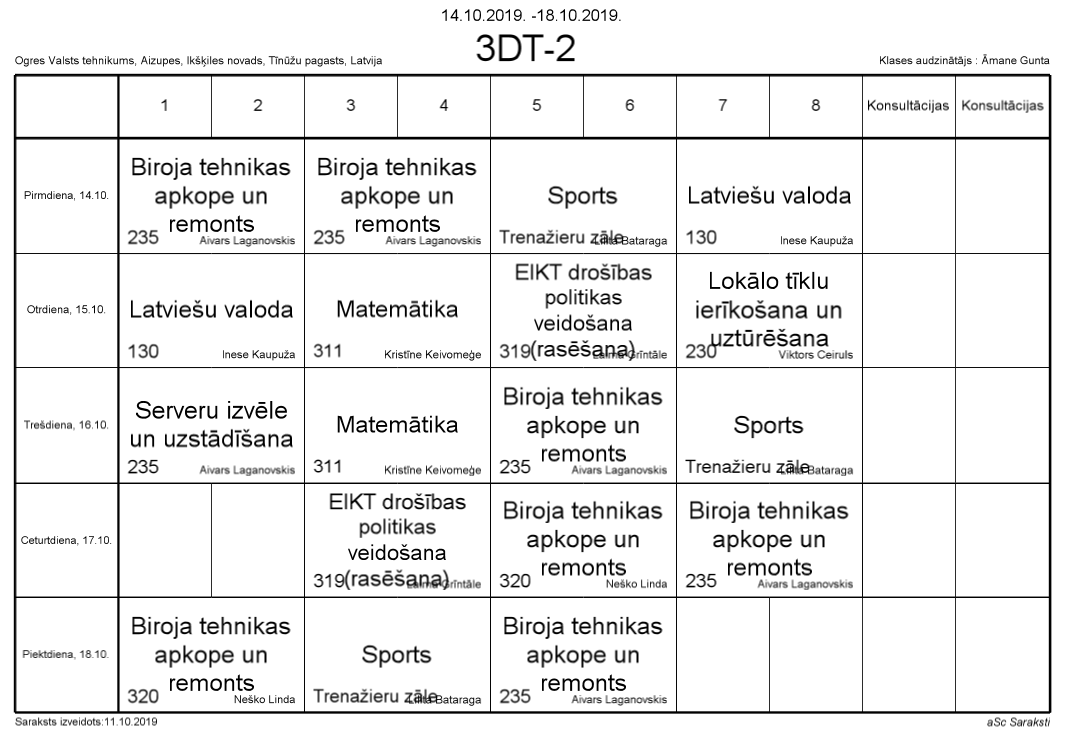 14.10.2019. -18.10.2019.
3DT-2
Ogres Valsts tehnikums, Aizupes, Ikšķiles novads, Tīnūžu pagasts, Latvija
Klases audzinātājs : Āmane Gunta
1 2 3 4 5 6 7 8 Konsultācijas Konsultācijas
Pirmdiena, 14.10.
Biroja tehnikas
apkope un
remonts
235 Aivars Laganovskis
Biroja tehnikas
apkope un
remonts
235 Aivars Laganovskis
Sports
Trenažieru zāle Lilita Bataraga
Latviešu valoda
130 Inese Kaupuža
Otrdiena, 15.10.
Latviešu valoda
130 Inese Kaupuža
Matemātika
311 Kristīne Keivomeģe
EIKT drošības
politikas
veidošana
(rasēšana)
319 Laima Grīntāle
Lokālo tīklu
ierīkošana un
uztūrēšana
230 Viktors Ceiruls
Trešdiena, 16.10.
Serveru izvēle
un uzstādīšana
235 Aivars Laganovskis
Matemātika
311 Kristīne Keivomeģe
Biroja tehnikas
apkope un
remonts
235 Aivars Laganovskis
Sports
Trenažieru zāle Lilita Bataraga
Ceturtdiena, 17.10.
EIKT drošības
politikas
veidošana
(rasēšana)
319 Laima Grīntāle
Biroja tehnikas
apkope un
remonts
320 Neško Linda
Biroja tehnikas
apkope un
remonts
235 Aivars Laganovskis
Piektdiena, 18.10.
Biroja tehnikas
apkope un
remonts
320 Neško Linda
Sports
Trenažieru zāle Lilita Bataraga
Biroja tehnikas
apkope un
remonts
235 Aivars Laganovskis
Saraksts izveidots:11.10.2019
aSc Saraksti